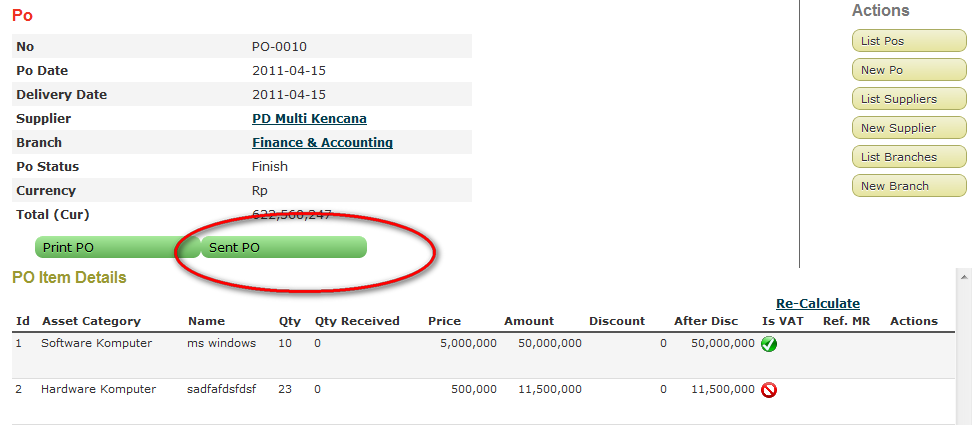 Po
No PO-0010
Po Date 2011-04-15
Delivery Date 2011-04-15
Supplier PD Multi Kencana
Branch Finance & Accounting
Po Status Finish
Currency Rp
Total (Cur) 622,560,247
Print PO Sent PO
Actions
List Pos
New Po
List Suppliers
New Supplier
List Branches
New Branch
PO Item Details
Re-Calculate
Id Asset Category Name Qty Qty Received Price Amount Discount After Disc Is VAT Ref. MR Actions
1 Software Komputer ms windows 10 0 5,000,000 50,000,000 0 50,000,000
2 Hardware Komputer sadfafdsfdsf 23 0 500,000 11,500,000 0 11,500,000